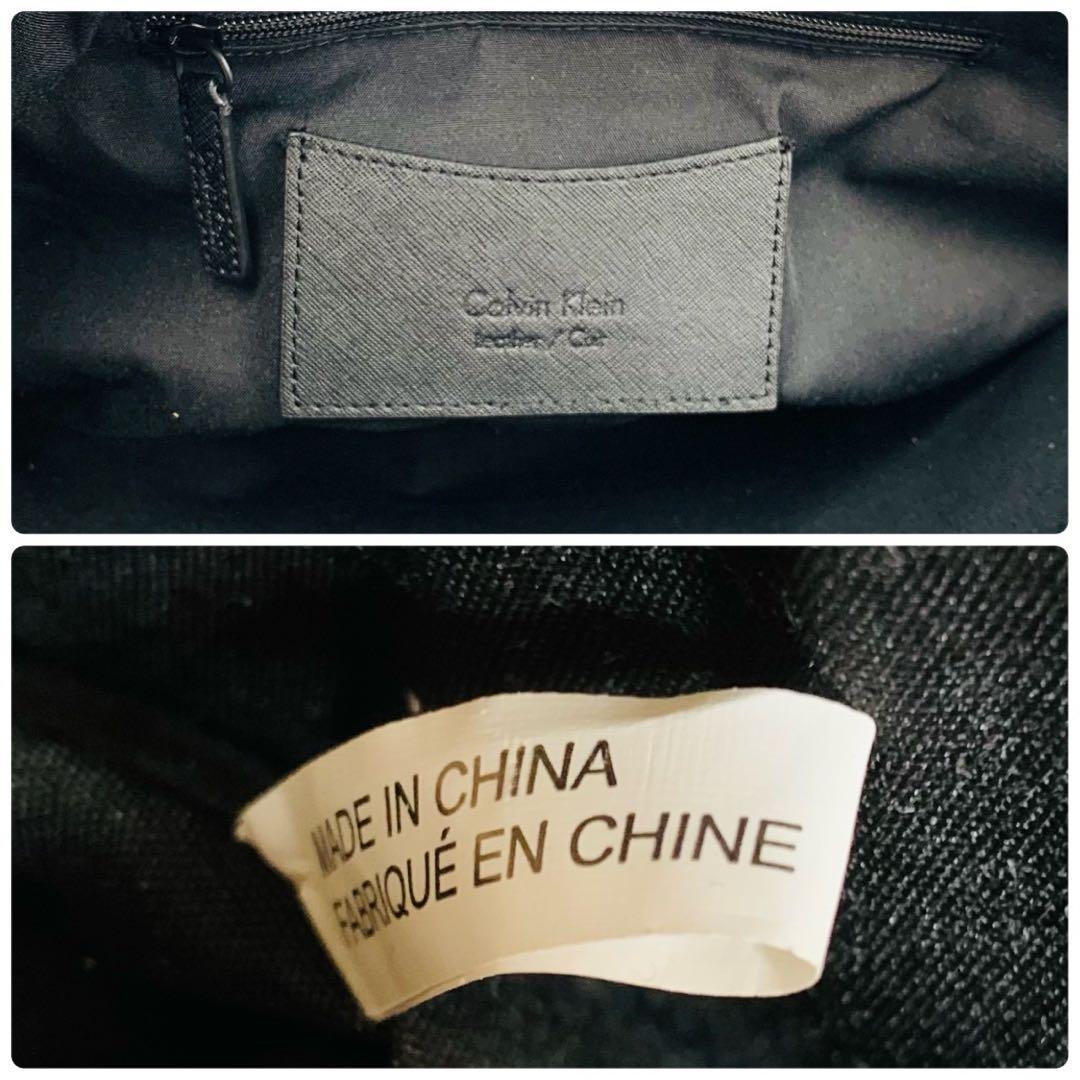 Calvin Klein
Leather / Cuir
MADE IN CHINA
FABRIQUÉ EN CHINE